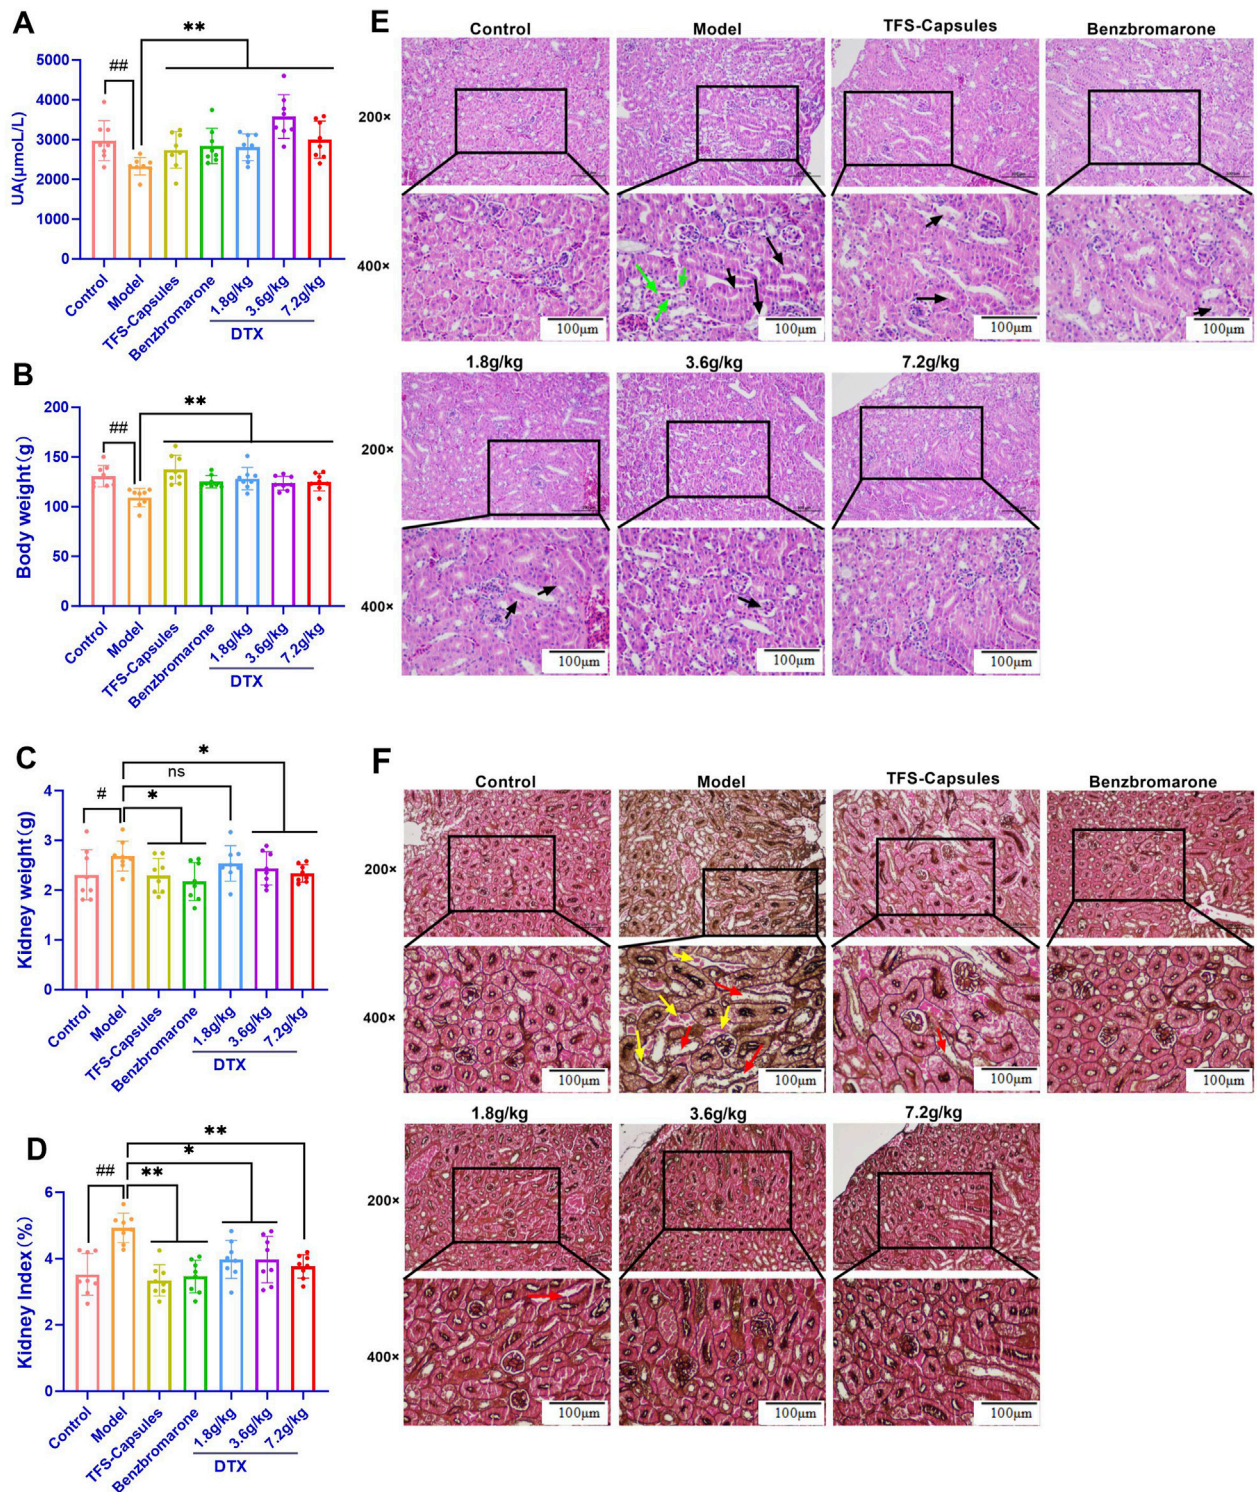 A
**
##
UA(μmoL/L)
5000
4000
3000
2000
1000
0
Control
Model
TFS-Capsules
Benzbromarone
1.8g/kg
3.6g/kg
7.2g/kg
DTX
B
**
##
Body weight(g)
200
150
100
50
0
Control
Model
TFS-Capsules
Benzbromarone
1.8g/kg
3.6g/kg
7.2g/kg
DTX
C
*
ns
*
#
Kidney weight(g)
4
3
2
1
0
Control
Model
TFS-Capsules
Benzbromarone
1.8g/kg
3.6g/kg
7.2g/kg
DTX
D
**
*
**
##
Kidney Index(%)
6
4
2
0
Control
Model
TFS-Capsules
Benzbromarone
1.8g/kg
3.6g/kg
7.2g/kg
DTX
E
Control Model TFS-Capsules Benzbromarone
200×
400×
100μm 100μm 100μm 100μm
1.8g/kg 3.6g/kg 7.2g/kg
200×
400×
100μm 100μm 100μm
F
Control Model TFS-Capsules Benzbromarone
200×
400×
100μm 100μm 100μm 100μm
1.8g/kg 3.6g/kg 7.2g/kg
200×
400×
100μm 100μm 100μm